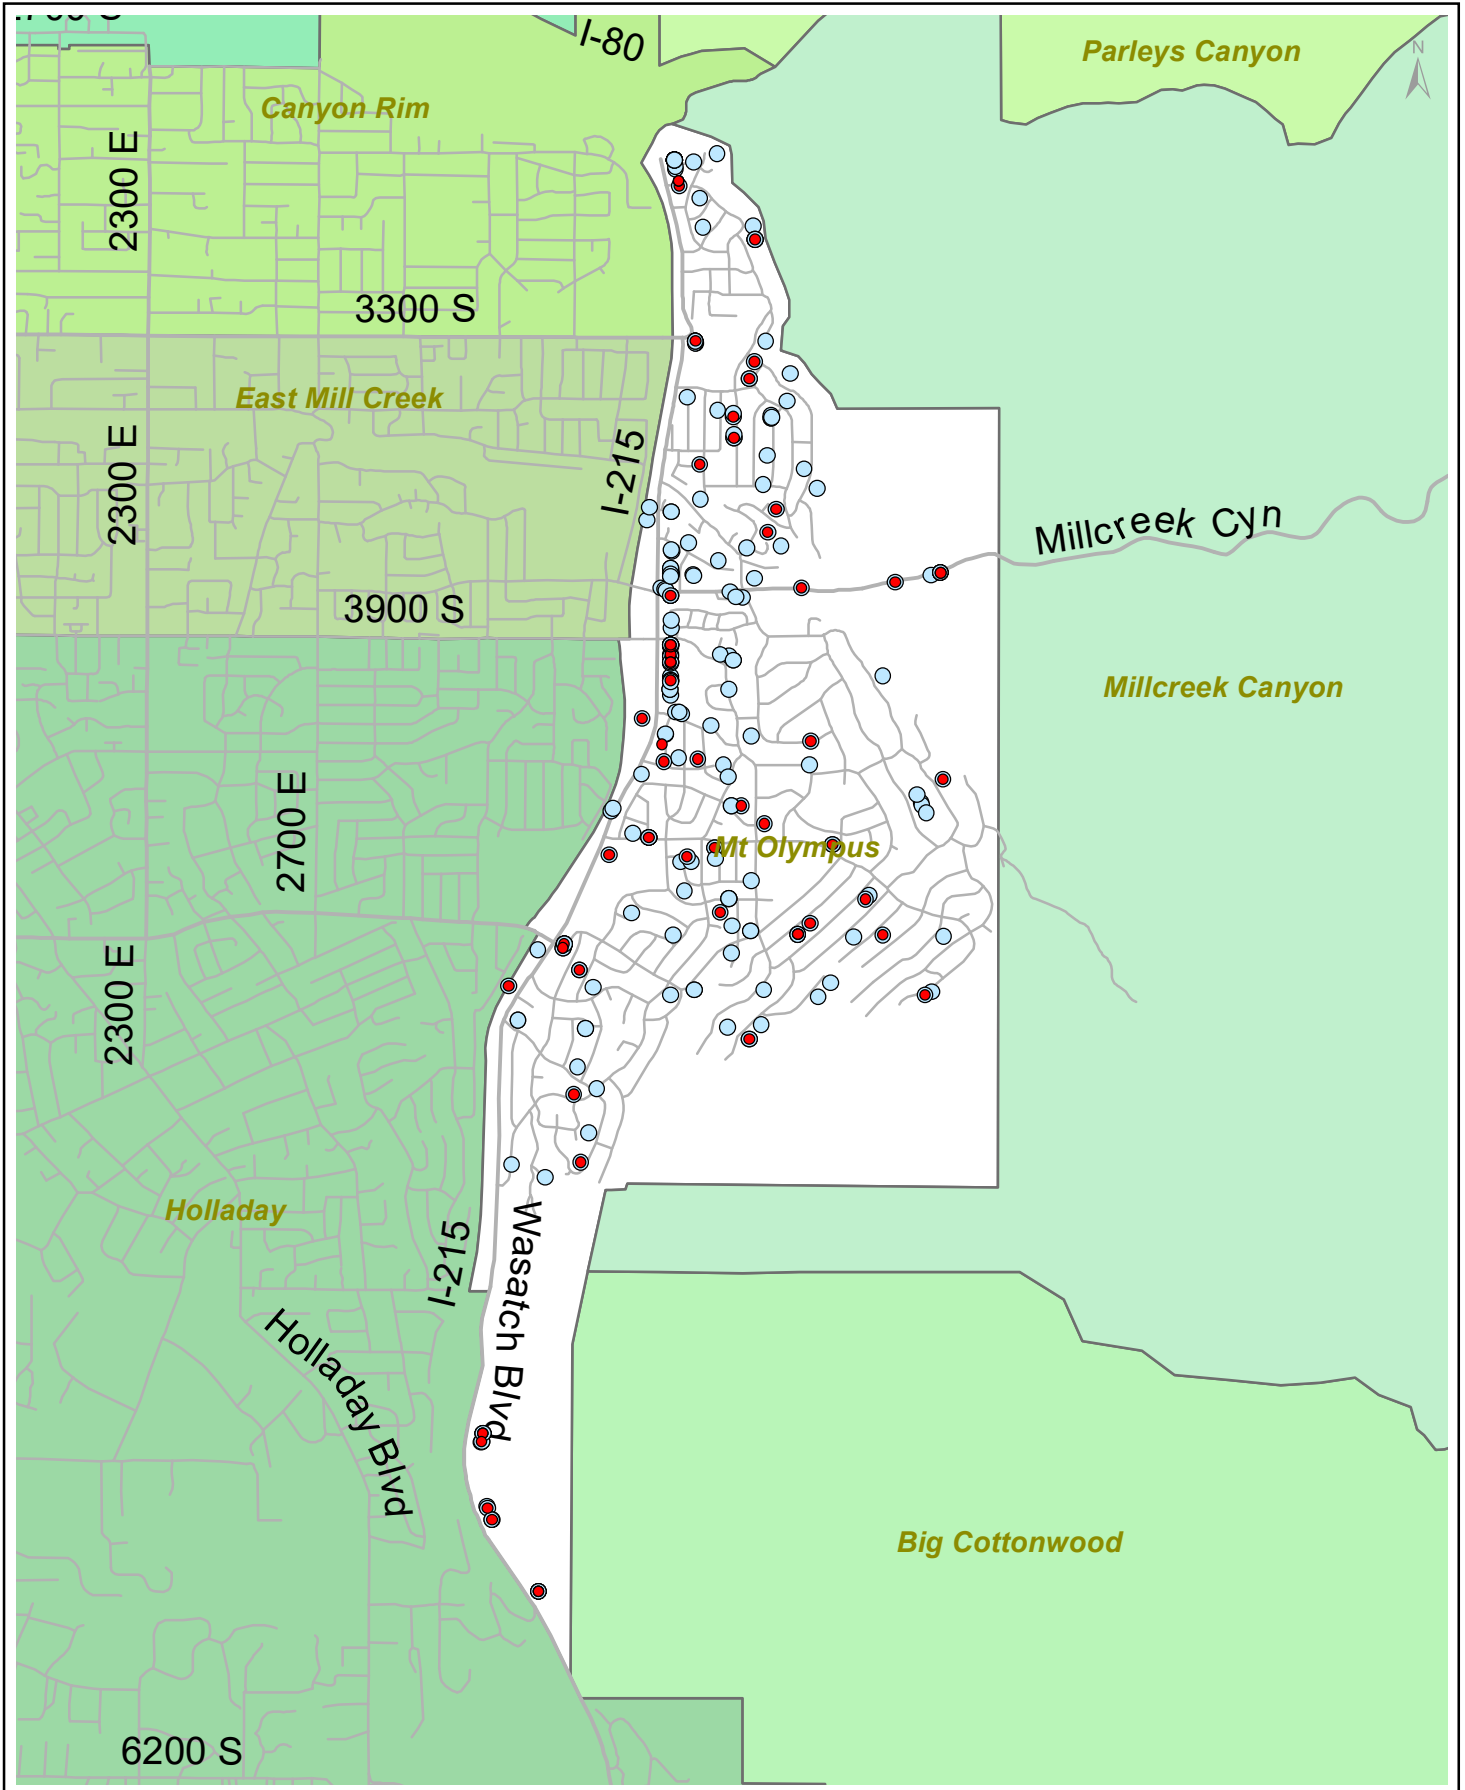 I-80
Parleys Canyon
N
Canyon Rim
2300 E
3300 S
East Mill Creek
2300 E
I-215
Millcreek Cyn
3900 S
Millcreek Canyon
2700 E
Mt Olympus
2300 E
Holladay
I-215
Wasatch Blvd
Holladay Blvd
Big Cottonwood
6200 S